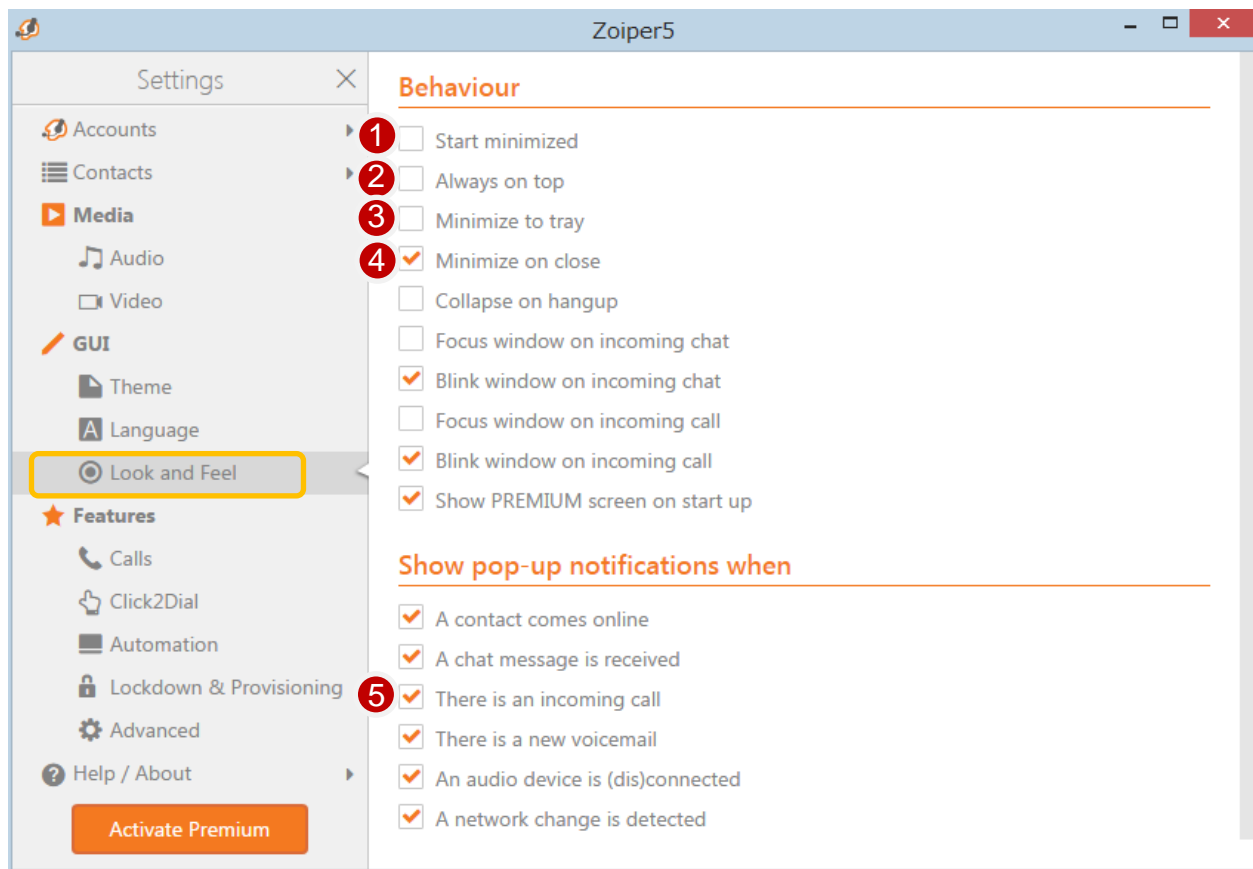 Zoiper5
Settings
Accounts
Contacts
Media
Audio
Video
GUI
Theme
A Language
Look and Feel
Features
Calls
Click2Dial
Automation
Lockdown & Provisioning
Advanced
? Help / About
Activate Premium
Behaviour
1 Start minimized
2 Always on top
3 Minimize to tray
4 Minimize on close
Collapse on hangup
Focus window on incoming chat
Blink window on incoming chat
Focus window on incoming call
Blink window on incoming call
Show PREMIUM screen on start up
Show pop-up notifications when
A contact comes online
A chat message is received
5 There is an incoming call
There is a new voicemail
An audio device is (dis)connected
A network change is detected